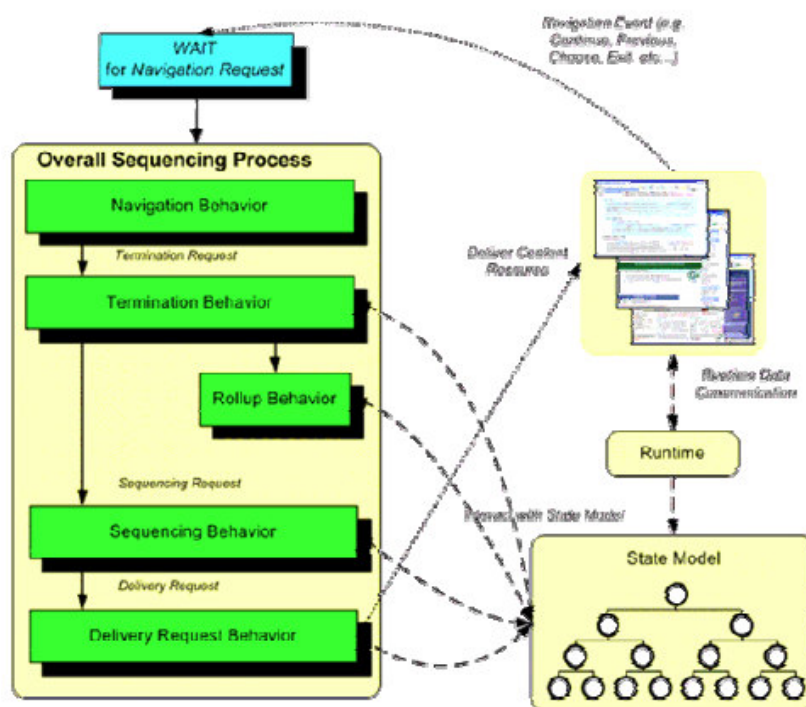 WAIT
for Navigation Request
Navigation Event (e.g.
Continue, Previous,
Choose, Exit, etc...)
Overall Sequencing Process
Navigation Behavior
Termination Request
Termination Behavior
Rollup Behavior
Sequencing Request
Sequencing Behavior
Delivery Request
Delivery Request Behavior
Deliver Content
Resource
Runtime Data
Communication
Runtime
Interact with State Model
State Model